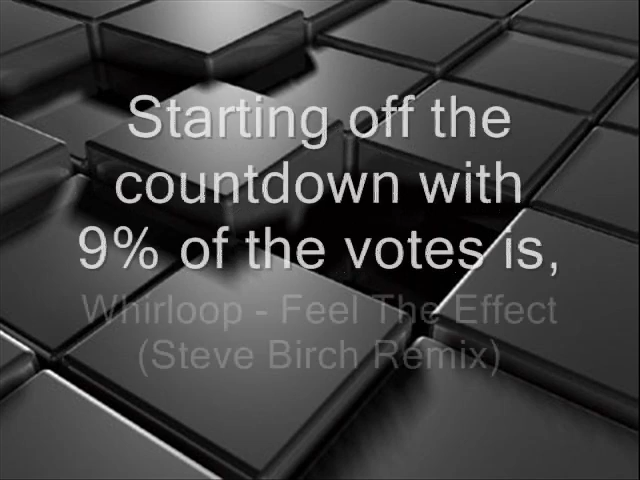 Starting off the
countdown with
9% of the votes is,
Whirloop - Feel The Effect
(Steve Birch Remix)